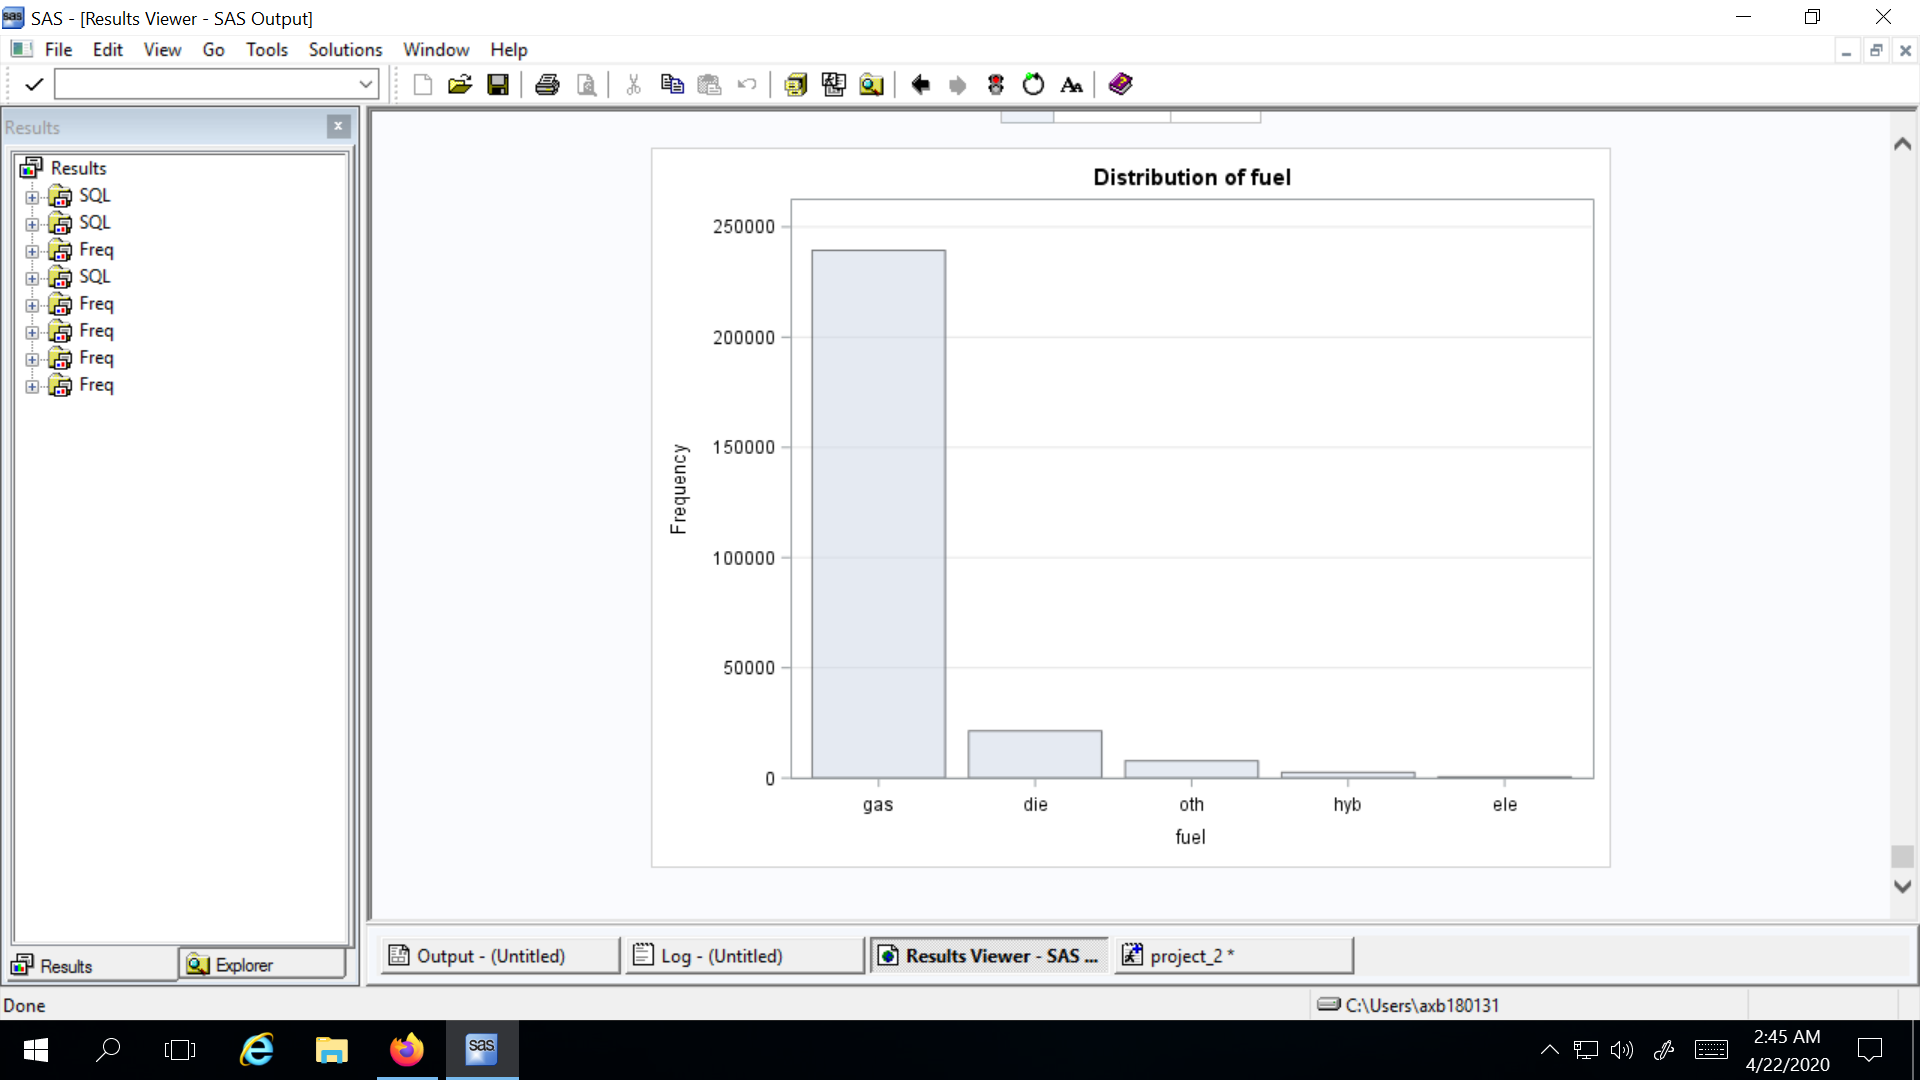 SAS - [Results Viewer - SAS Output]
File Edit View Go Tools Solutions Window Help
Results
Results
SQL
SQL
Freq
SQL
Freq
Freq
Freq
Freq
Distribution of fuel
250000
200000
150000
100000
50000
0
Frequency
gas die oth hyb ele
fuel
Results Explorer
Output - (Untitled) Log - (Untitled) Results Viewer - SAS ... project_2 *
Done
C:\Users\axb180131
sas
2:45 AM
4/22/2020